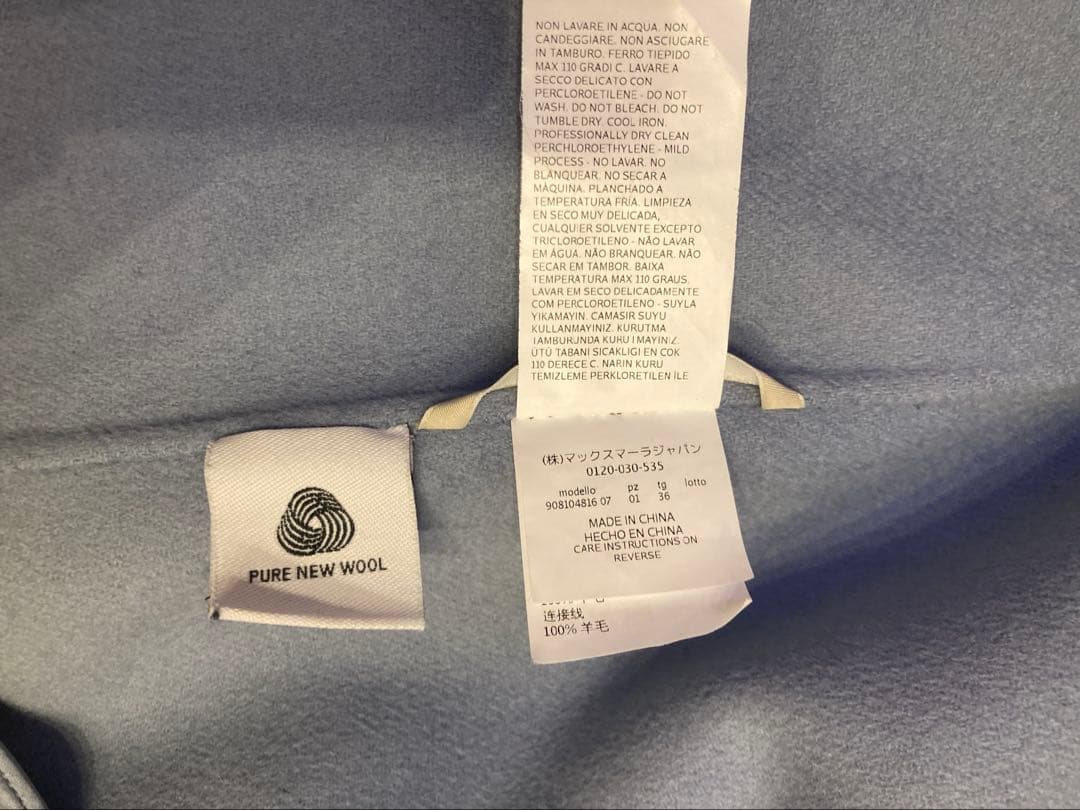 NON LAVARE IN ACQUA. NON
CANDEGGIARE. NON ASCIUGARE
IN TAMBURO. FERRO TIEPIDO
MAX 110 GRADI C. LAVARE A
SECCO DELICATO CON
PERCLOROETILENE - DO NOT
WASH. DO NOT BLEACH. DO NOT
TUMBLE DRY. COOL IRON.
PROFESSIONALLY DRY CLEAN
PERCHLOROETHYLENE - MILD
PROCESS - NO LAVAR. NO
BLANQUEAR. NO SECAR A
MÁQUINA. PLANCHADO A
TEMPERATURA FRÍA. LIMPIEZA
EN SECO MUY DELICADA,
CUALQUIER SOLVENTE EXCEPTO
TRICLOROETILENO - NÃO LAVAR
EM ÁGUA. NÃO BRANQUEAR. NÃO
SECAR EM TAMBOR. BAIXA
TEMPERATURA MAX 110 GRAUS.
LAVAR EM SECO DELICADAMENTE
COM PERCLOROETILENO - SUYLA
YIKAMAYIN. CAMASIR SUYU
KULLANMAYINIZ. KURUTMA
TAMBURUNDA KURUTMAYINIZ.
ÜTÜ TABANI SICAKLIGI EN COK
110 DERECE C. NARIN KURU
TEMIZLEME PERKLORETILEN İLE
(株)マックスマーラジャパン
0120-030-535
modello pz tg lotto
908104816 07 01 36
MADE IN CHINA
HECHO EN CHINA
CARE INSTRUCTIONS ON
REVERSE
连接线
100% 羊毛
PURE NEW WOOL